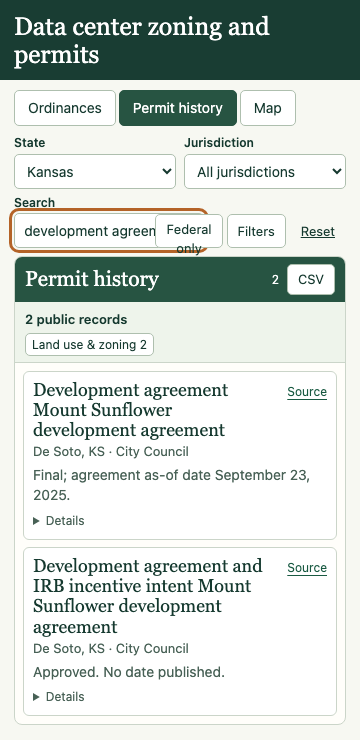 Data center zoning and
permits
Ordinances
Permit history
Map
State
Jurisdiction
Kansas
All jurisdictions
Search
development agreem
Federal
only
Filters
Reset
Permit history
2
CSV
2 public records
Land use & zoning 2
Development agreement
Mount Sunflower
development agreement
Source
De Soto, KS · City Council
Final; agreement as-of date September 23,
2025.
Details
Development agreement and
IRB incentive intent Mount
Sunflower development
agreement
Source
De Soto, KS · City Council
Approved. No date published.
Details